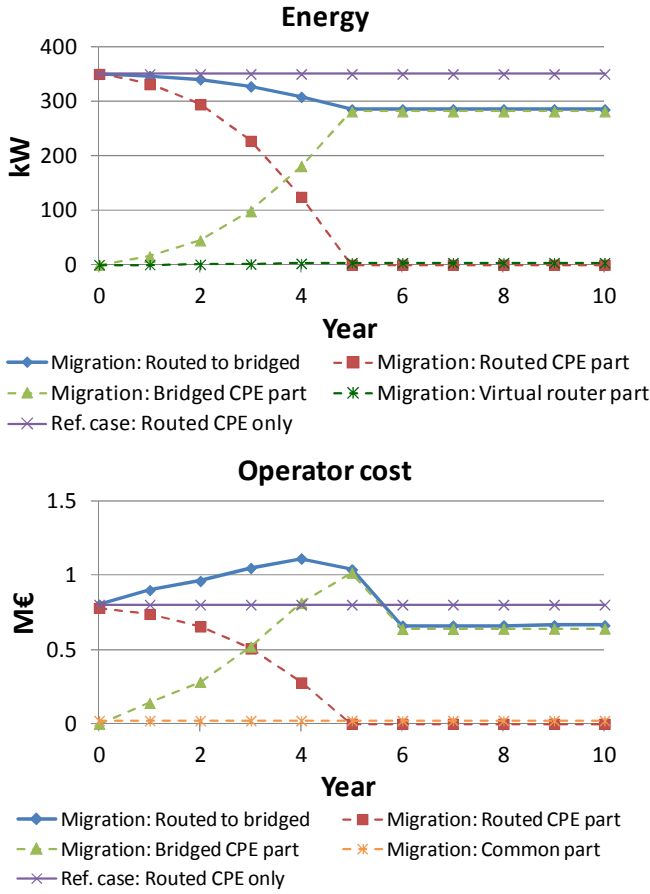 Energy
400
300
200
100
0
kW
0 2 4 6 8 10
Year
Migration: Routed to bridged Migration: Routed CPE part
Migration: Bridged CPE part Migration: Virtual router part
Ref. case: Routed CPE only
Operator cost
1.5
1
0.5
0
M€
0 2 4 6 8 10
Year
Migration: Routed to bridged Migration: Routed CPE part
Migration: Bridged CPE part Migration: Common part
Ref. case: Routed CPE only